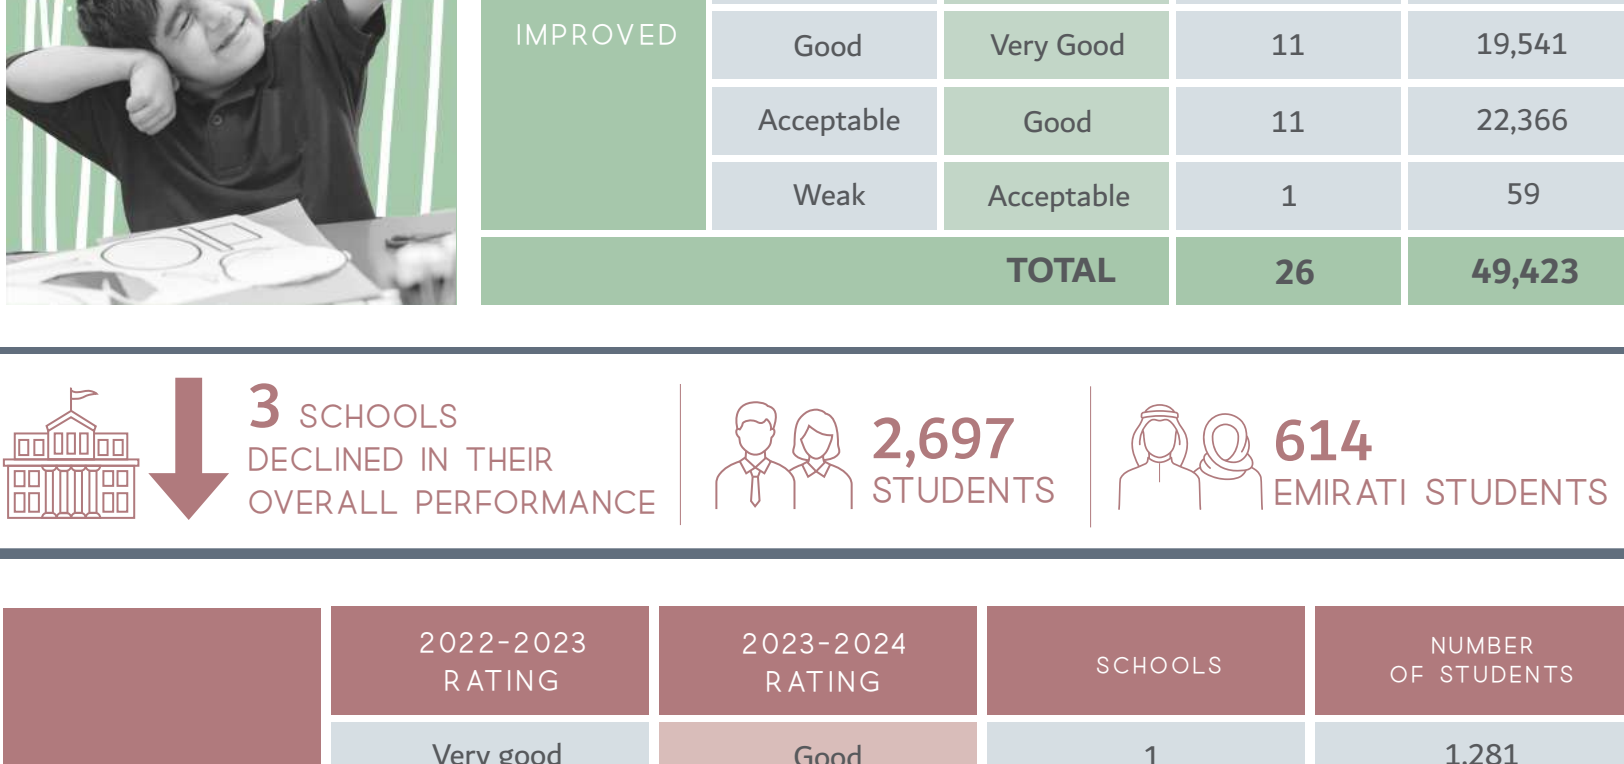 IMPROVED
Good Very Good 11 19,541
Acceptable Good 11 22,366
Weak Acceptable 1 59
TOTAL 26 49,423
3 SCHOOLS
DECLINED IN THEIR
OVERALL PERFORMANCE
2,697
STUDENTS
614
EMIRATI STUDENTS
2022-2023
RATING
2023-2024
RATING
SCHOOLS
NUMBER
OF STUDENTS
Very good Good 1 1,281